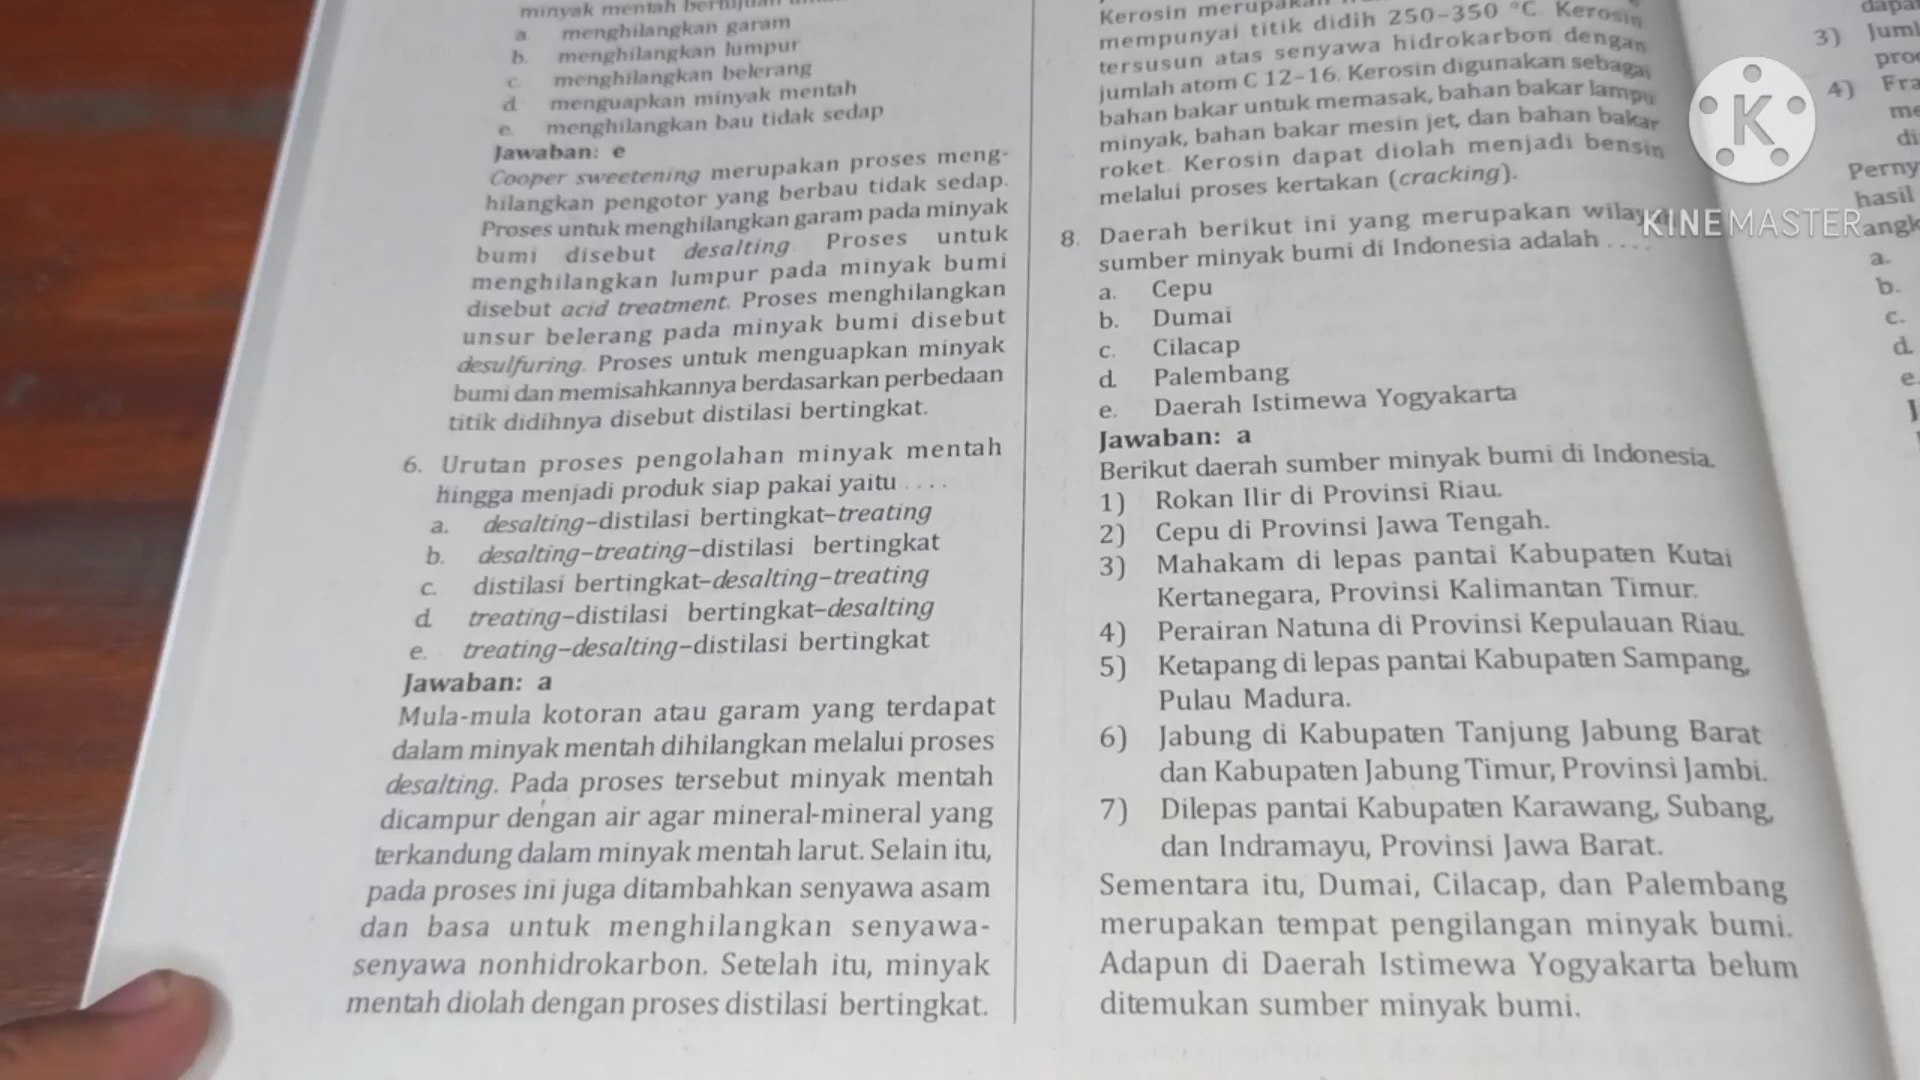 minyak mentah
a. menghilangkan garam
b. menghilangkan lumpur
c. menghilangkan belerang
d. menguapkan minyak mentah
e. menghilangkan bau tidak sedap
Jawaban: e
Cooper sweetening merupakan proses meng-
hilangkan pengotor yang berbau tidak sedap.
Proses untuk menghilangkan garam pada minyak
bumi disebut desalting. Proses untuk
menghilangkan lumpur pada minyak bumi
disebut acid treatment. Proses menghilangkan
unsur belerang pada minyak bumi disebut
desulfuring. Proses untuk menguapkan minyak
bumi dan memisahkannya berdasarkan perbedaan
titik didihnya disebut distilasi bertingkat.
6. Urutan proses pengolahan minyak mentah
hingga menjadi produk siap pakai yaitu ....
a. desalting–distilasi bertingkat–treating
b. desalting–treating–distilasi bertingkat
c. distilasi bertingkat–desalting–treating
d. treating–distilasi bertingkat–desalting
e. treating–desalting–distilasi bertingkat
Jawaban: a
Mula-mula kotoran atau garam yang terdapat
dalam minyak mentah dihilangkan melalui proses
desalting. Pada proses tersebut minyak mentah
dicampur dengan air agar mineral-mineral yang
terkandung dalam minyak mentah larut. Selain itu,
pada proses ini juga ditambahkan senyawa asam
dan basa untuk menghilangkan senyawa-
senyawa nonhidrokarbon. Setelah itu, minyak
mentah diolah dengan proses distilasi bertingkat.
Kerosin
mempunyai titik didih 250–350 °C. Kerosin
tersusun atas senyawa hidrokarbon dengan
jumlah atom C 12–16. Kerosin digunakan sebagai
bahan bakar untuk memasak, bahan bakar lampu
minyak, bahan bakar mesin jet, dan bahan bakar
roket. Kerosin dapat diolah menjadi bensin
melalui proses kertakan (cracking).
8. Daerah berikut ini yang merupakan
sumber minyak bumi di Indonesia adalah ....
a. Cepu
b. Dumai
c. Cilacap
d. Palembang
e. Daerah Istimewa Yogyakarta
Jawaban: a
Berikut daerah sumber minyak bumi di Indonesia.
1) Rokan Ilir di Provinsi Riau.
2) Cepu di Provinsi Jawa Tengah.
3) Mahakam di lepas pantai Kabupaten Kutai
Kertanegara, Provinsi Kalimantan Timur.
4) Perairan Natuna di Provinsi Kepulauan Riau.
5) Ketapang di lepas pantai Kabupaten Sampang,
Pulau Madura.
6) Jabung di Kabupaten Tanjung Jabung Barat
dan Kabupaten Jabung Timur, Provinsi Jambi.
7) Dilepas pantai Kabupaten Karawang, Subang,
dan Indramayu, Provinsi Jawa Barat.
Sementara itu, Dumai, Cilacap, dan Palembang
merupakan tempat pengilangan minyak bumi.
Adapun di Daerah Istimewa Yogyakarta belum
ditemukan sumber minyak bumi.
K
KINEMASTER
3)
4)
hasil
a.
b.
c.
d.
e.